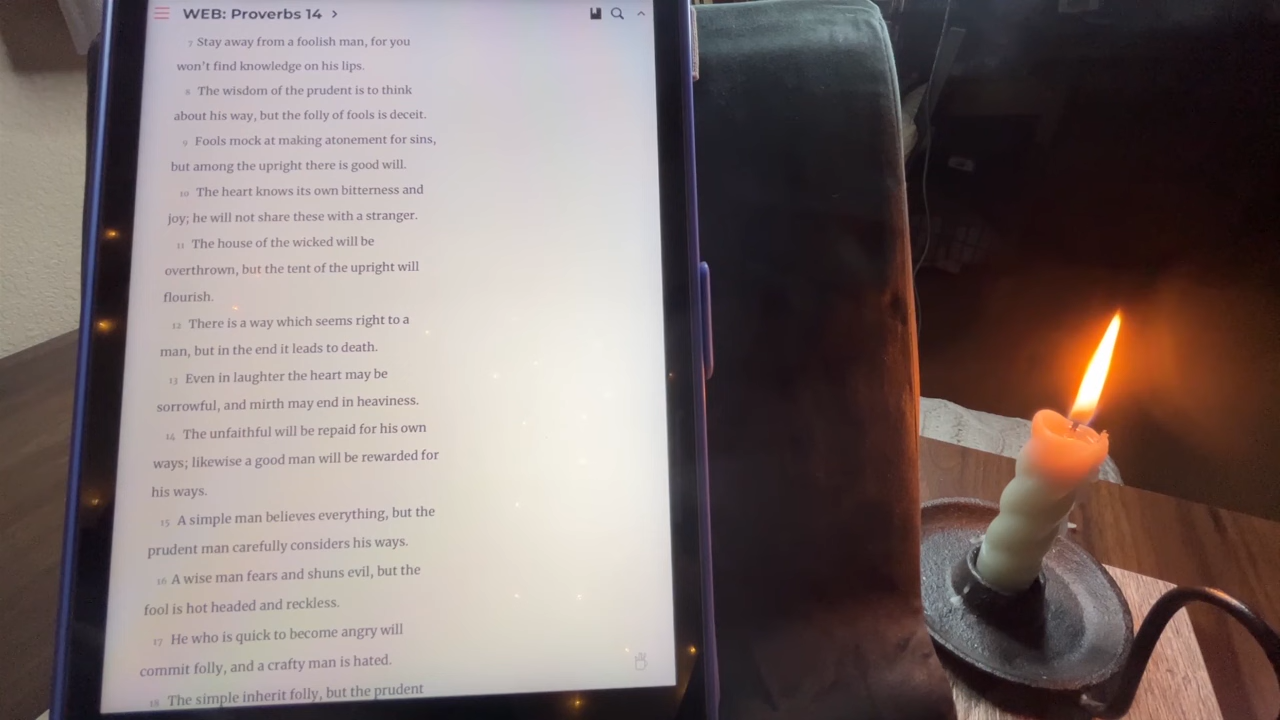 WEB: Proverbs 14 >
7 Stay away from a foolish man, for you
won't find knowledge on his lips.
8 The wisdom of the prudent is to think
about his way, but the folly of fools is deceit.
9 Fools mock at making atonement for sins,
but among the upright there is good will.
10 The heart knows its own bitterness and
joy; he will not share these with a stranger.
11 The house of the wicked will be
overthrown, but the tent of the upright will
flourish.
12 There is a way which seems right to a
man, but in the end it leads to death.
13 Even in laughter the heart may be
sorrowful, and mirth may end in heaviness.
14 The unfaithful will be repaid for his own
ways; likewise a good man will be rewarded for
his ways.
15 A simple man believes everything, but the
prudent man carefully considers his ways.
16 A wise man fears and shuns evil, but the
fool is hot headed and reckless.
17 He who is quick to become angry will
commit folly, and a crafty man is hated.
18 The simple inherit folly, but the prudent